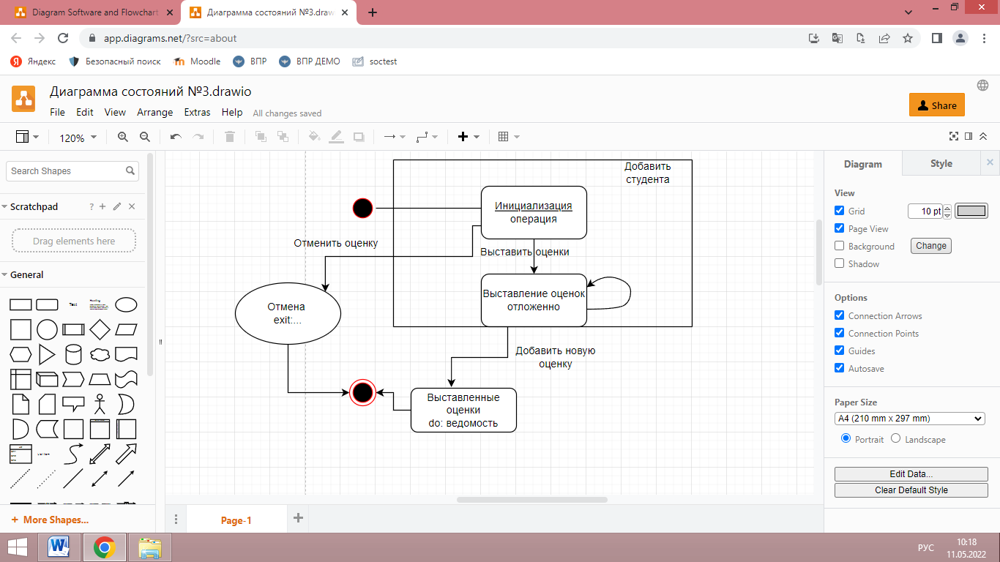 Diagram Software and Flowchart
Диаграмма состояний №3.draw
app.diagrams.net/?src=about
Яндекс
Безопасный поиск
Moodle
ВПР
ВПР ДЕМО
soctest
Диаграмма состояний №3.drawio
File Edit View Arrange Extras Help All changes saved
Share
120%
Search Shapes
Scratchpad
Drag elements here
General
Text
Heading
List Item
More Shapes...
Добавить
студента
Инициализация
операция
Отменить оценку
Выставить оценки
Выставление оценок
отложенно
Отмена
exit:...
Добавить новую
оценку
Выставленные
оценки
do: ведомость
Page-1
Diagram
Style
View
Grid
10 pt
Page View
Background
Change
Shadow
Options
Connection Arrows
Connection Points
Guides
Autosave
Paper Size
A4 (210 mm x 297 mm)
Portrait
Landscape
Edit Data...
Clear Default Style
РУС
10:18
11.05.2022